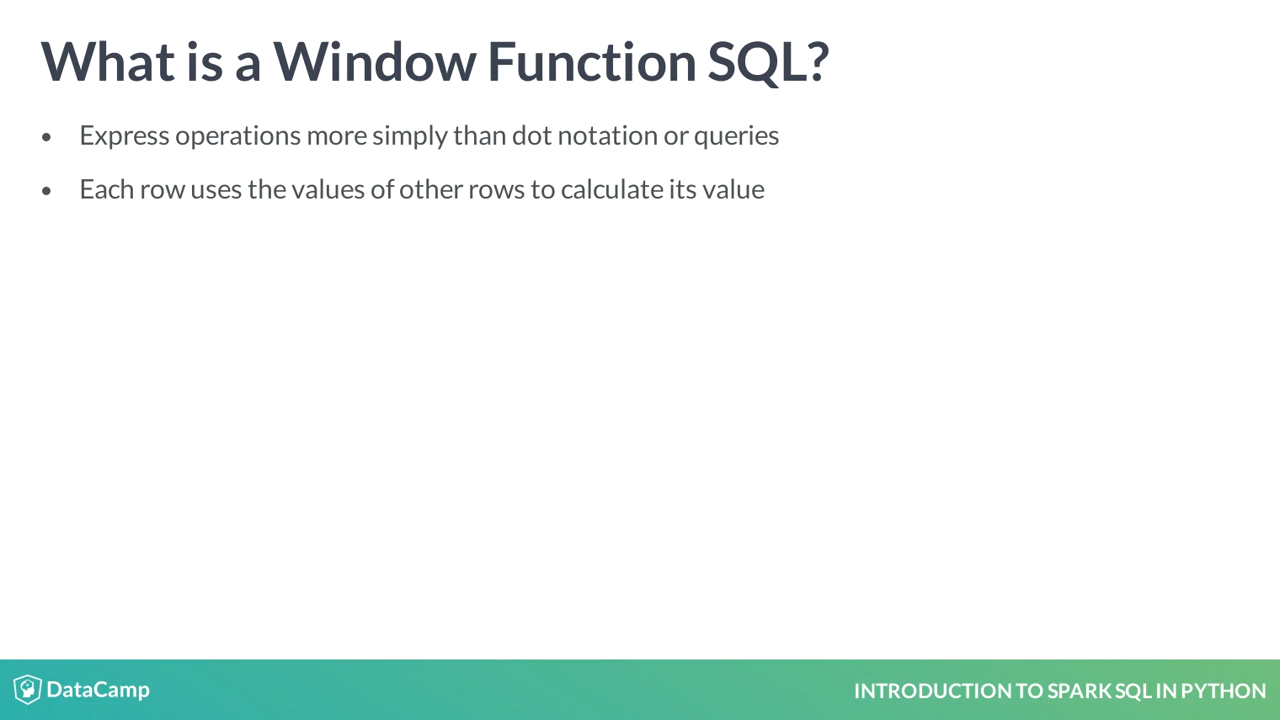 What is a Window Function SQL?
• Express operations more simply than dot notation or queries
• Each row uses the values of other rows to calculate its value
DataCamp
INTRODUCTION TO SPARK SQL IN PYTHON